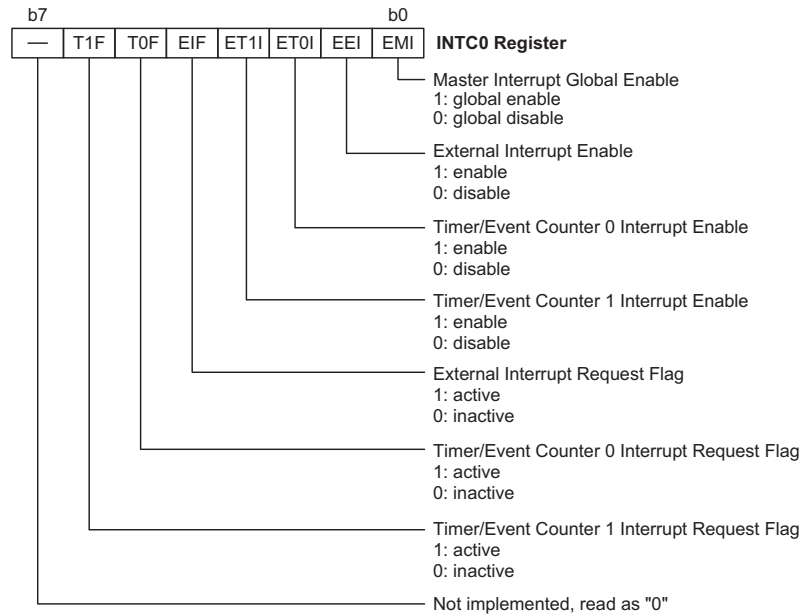 b7 b0
— T1F T0F EIF ET1I ET0I EEI EMI INTC0 Register
Master Interrupt Global Enable
1: global enable
0: global disable
External Interrupt Enable
1: enable
0: disable
Timer/Event Counter 0 Interrupt Enable
1: enable
0: disable
Timer/Event Counter 1 Interrupt Enable
1: enable
0: disable
External Interrupt Request Flag
1: active
0: inactive
Timer/Event Counter 0 Interrupt Request Flag
1: active
0: inactive
Timer/Event Counter 1 Interrupt Request Flag
1: active
0: inactive
Not implemented, read as "0"